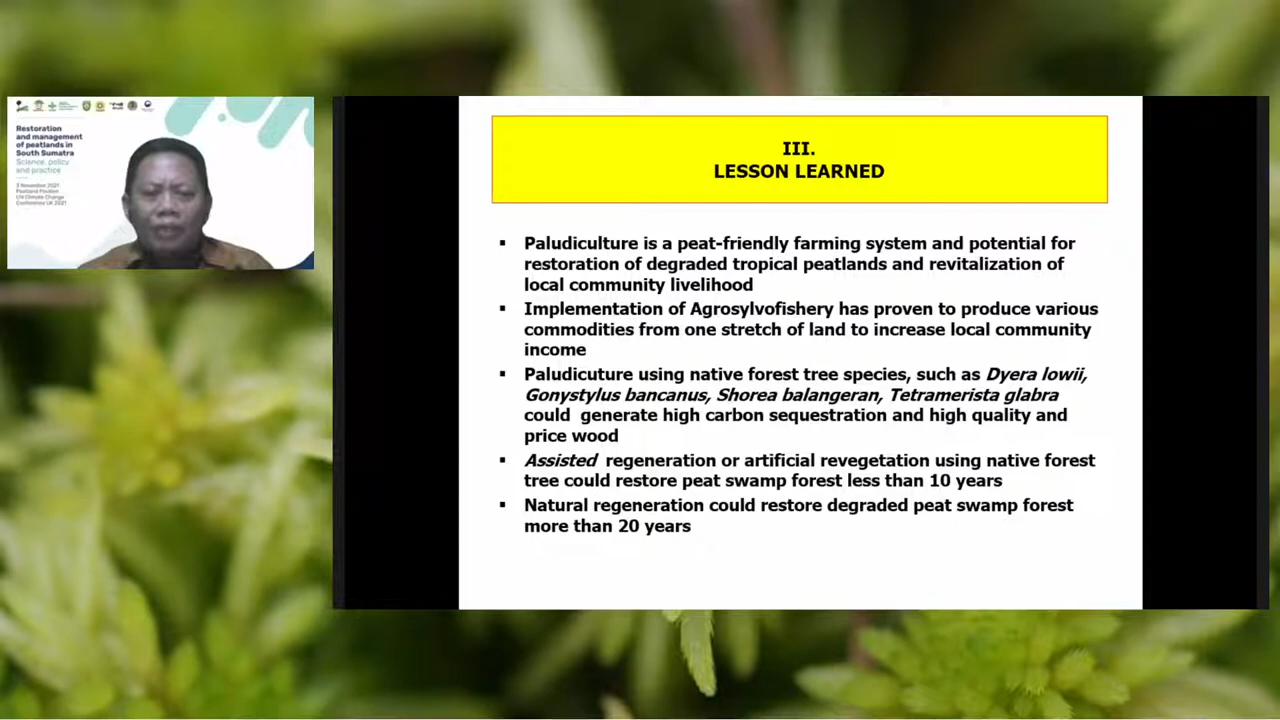 Restoration
and management
of peatlands in
South Sumatra
Science, policy
and practice
3 November 2021
Peatland Pavilion
UN Climate Change
Conference UK 2021
III.
LESSON LEARNED
▪ Paludiculture is a peat-friendly farming system and potential for
restoration of degraded tropical peatlands and revitalization of
local community livelihood
▪ Implementation of Agrosylvofishery has proven to produce various
commodities from one stretch of land to increase local community
income
▪ Paludicuture using native forest tree species, such as Dyera lowii,
Gonystylus bancanus, Shorea balangeran, Tetramerista glabra
could generate high carbon sequestration and high quality and
price wood
▪ Assisted regeneration or artificial revegetation using native forest
tree could restore peat swamp forest less than 10 years
▪ Natural regeneration could restore degraded peat swamp forest
more than 20 years